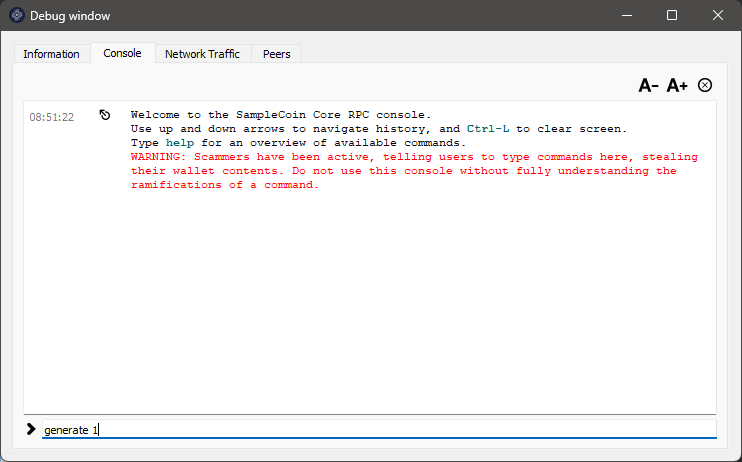 Debug window
Information
Console
Network Traffic
Peers
A-
A+
08:51:22
Welcome to the SampleCoin Core RPC console.
Use up and down arrows to navigate history, and Ctrl-L to clear screen.
Type help for an overview of available commands.
WARNING: Scammers have been active, telling users to type commands here, stealing
their wallet contents. Do not use this console without fully understanding the
ramifications of a command.
generate 1